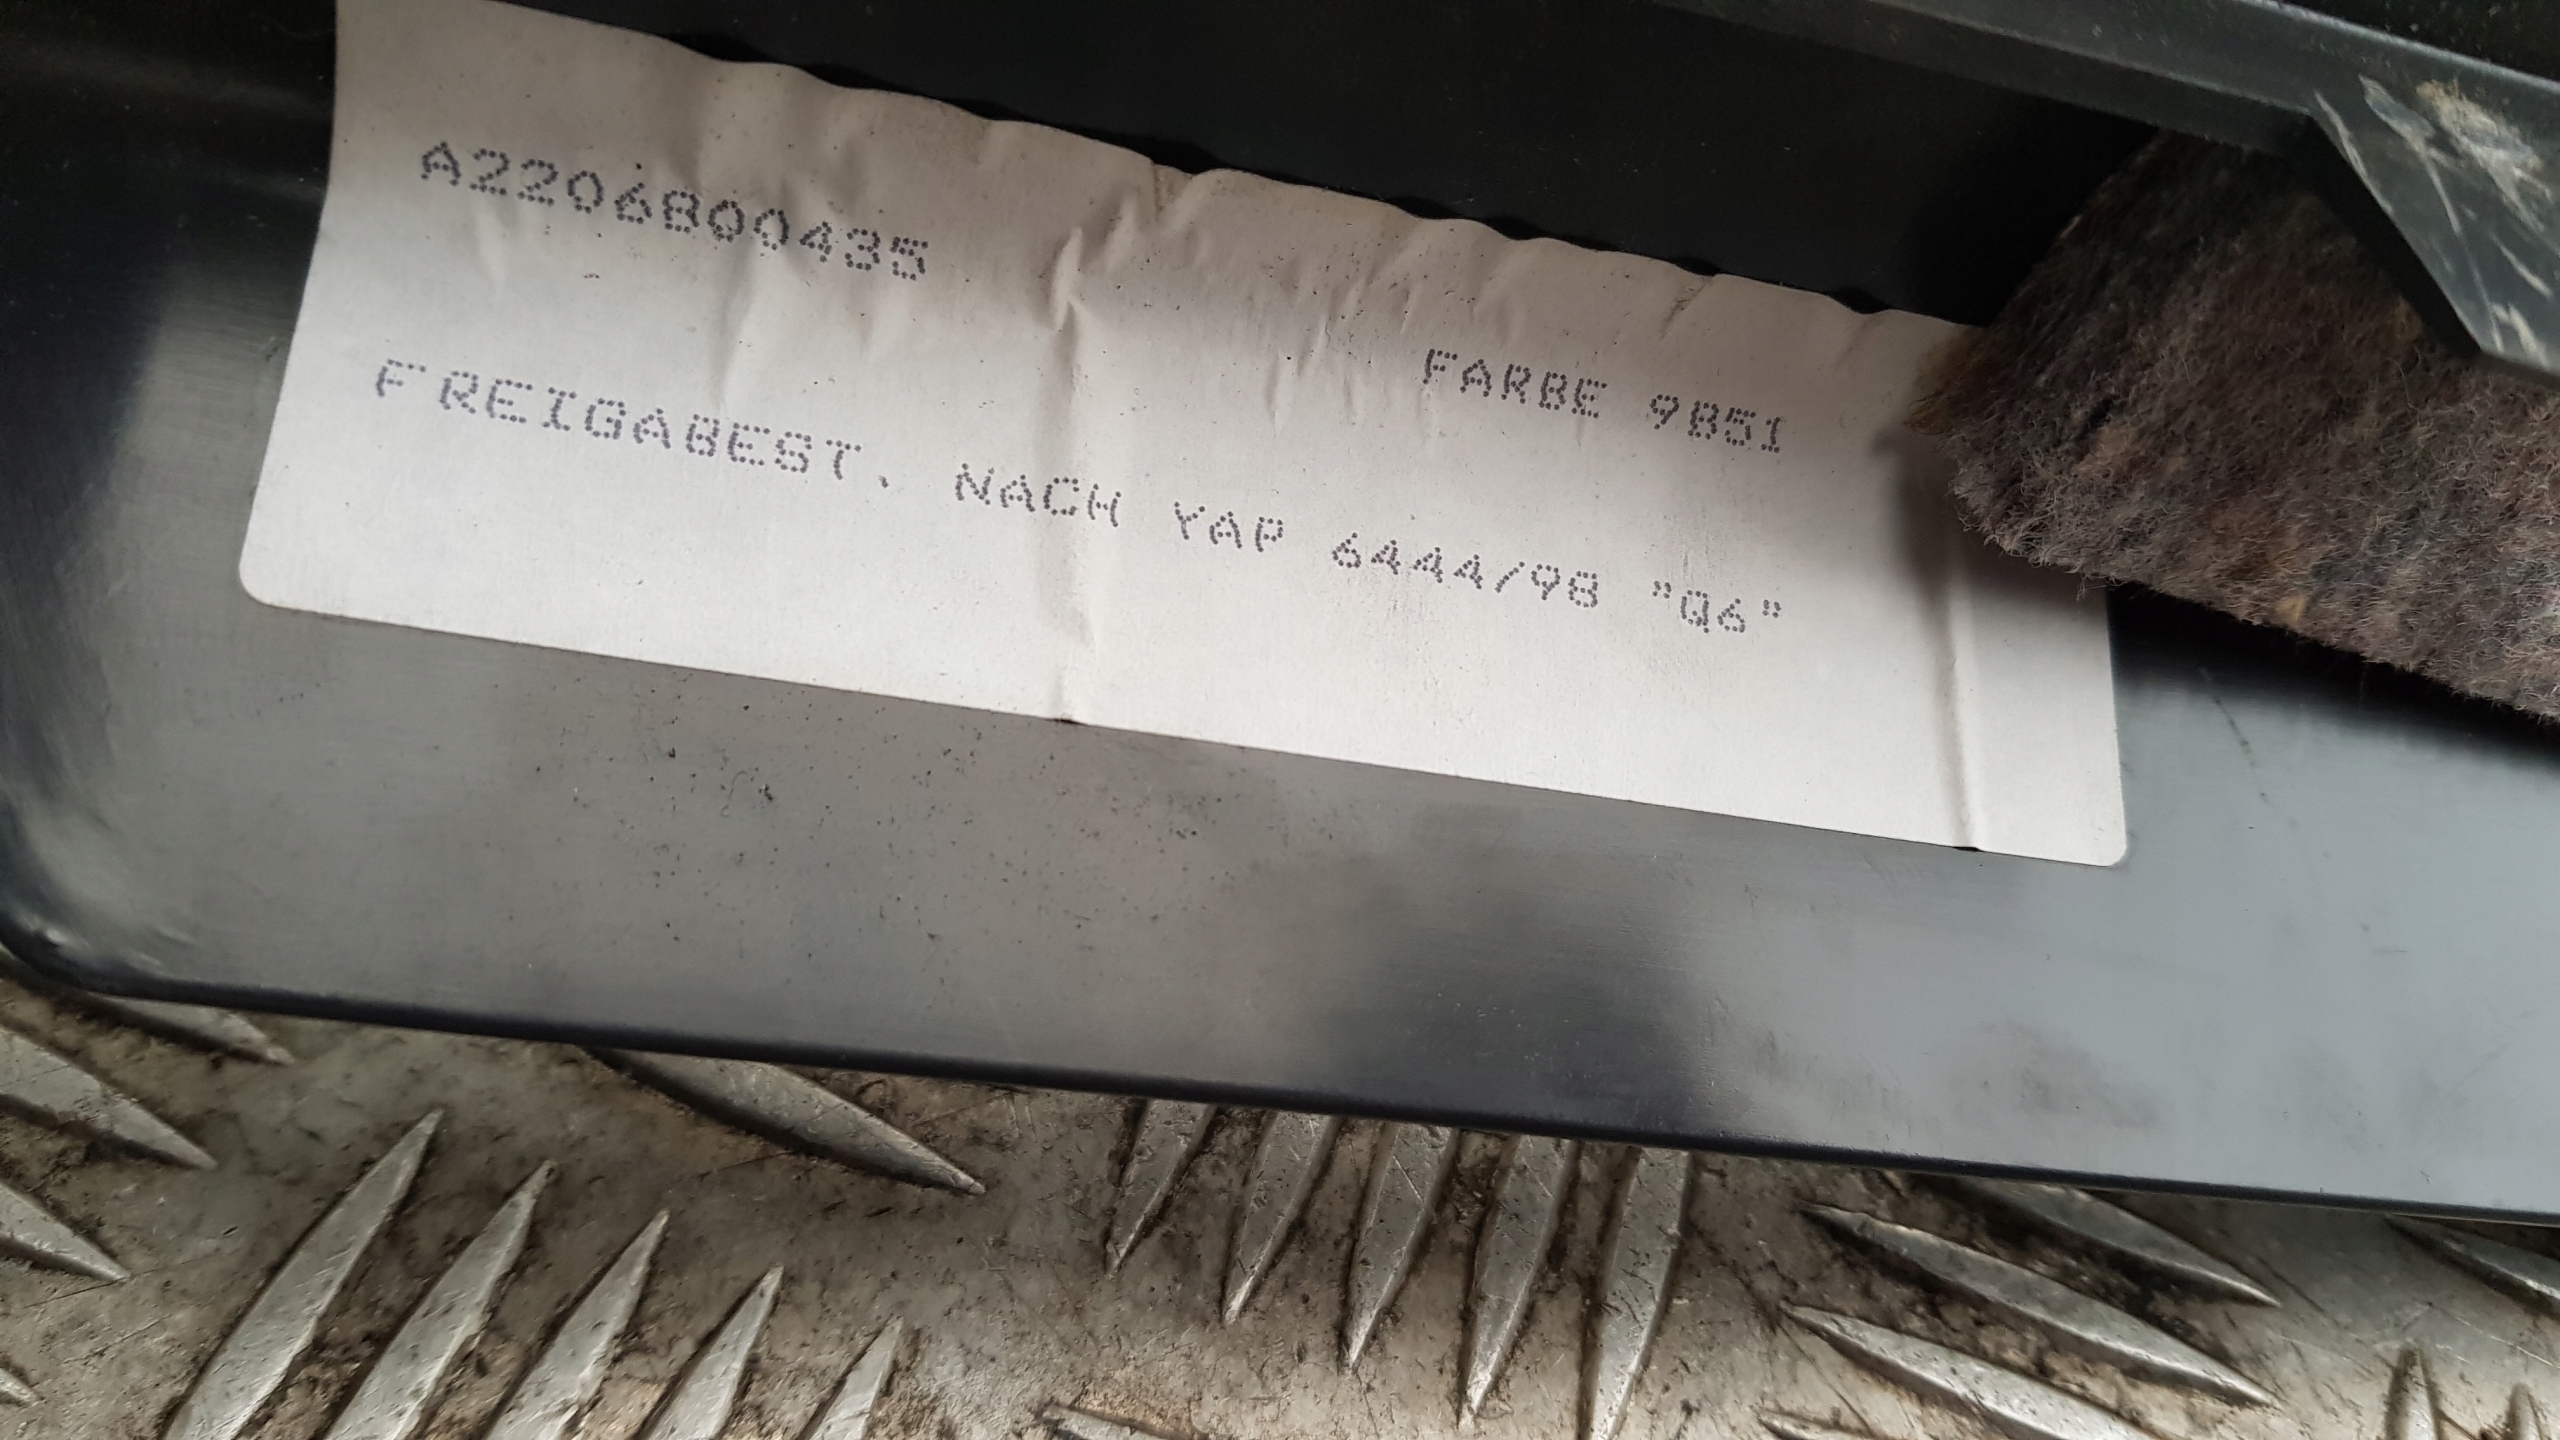 A2206800435
FARBE 9B51
FREIGABEST. NACH YAP 6444/98 "Q6"